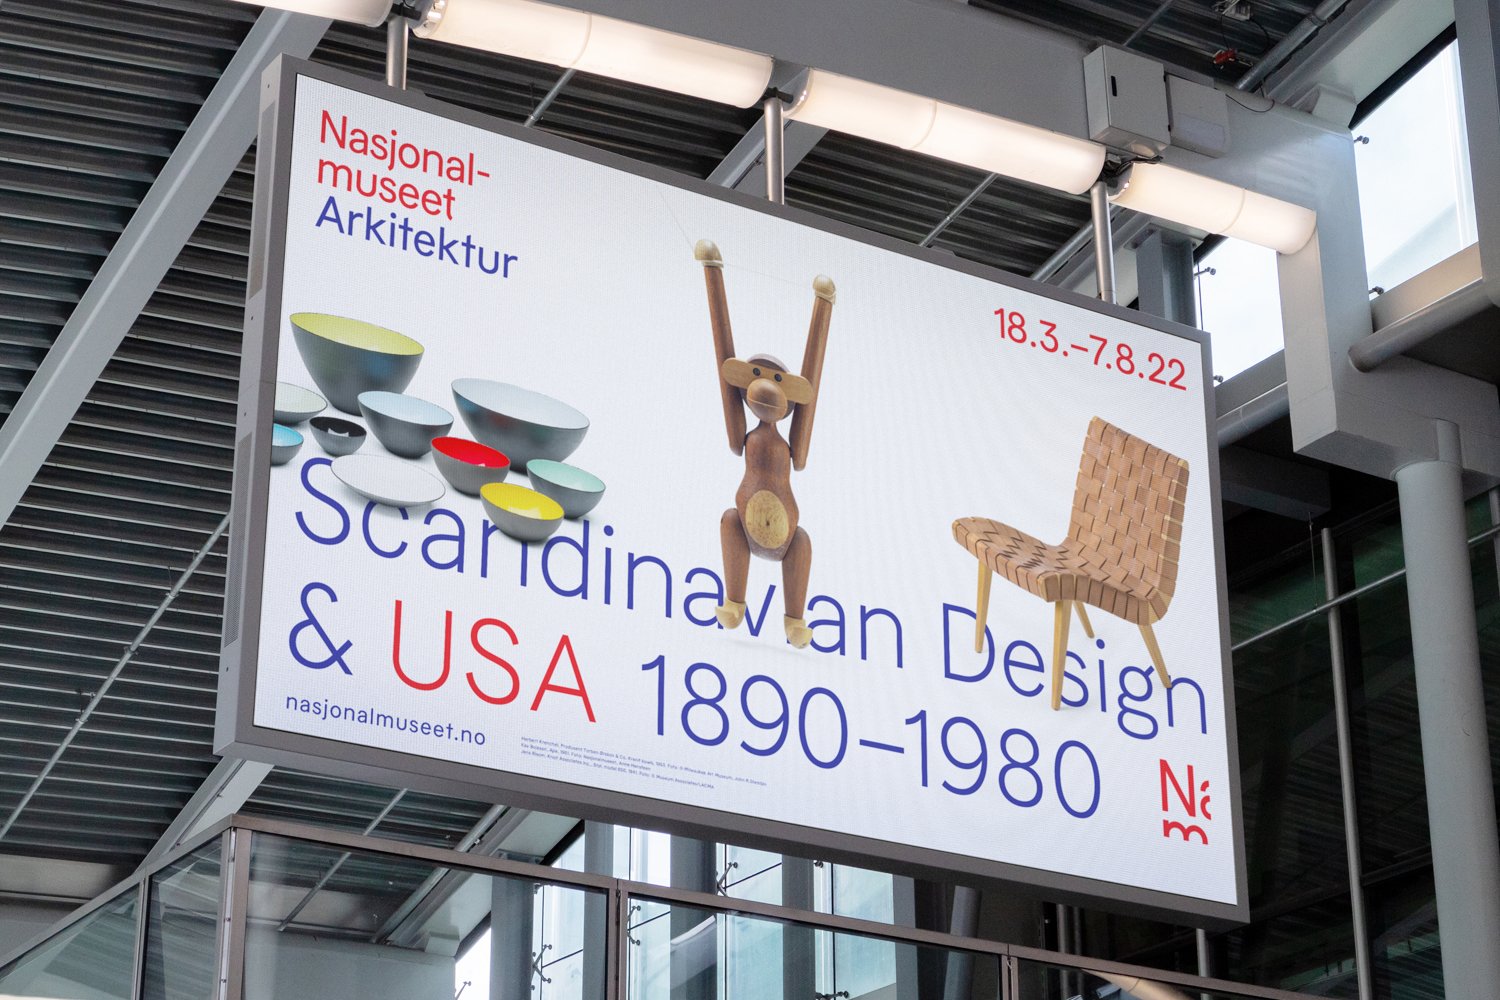 Nasjonal-
museet
Arkitektur
18.3.–7.8.22
Scandinavian Design
& USA 1890–1980
nasjonalmuseet.no
Na
m